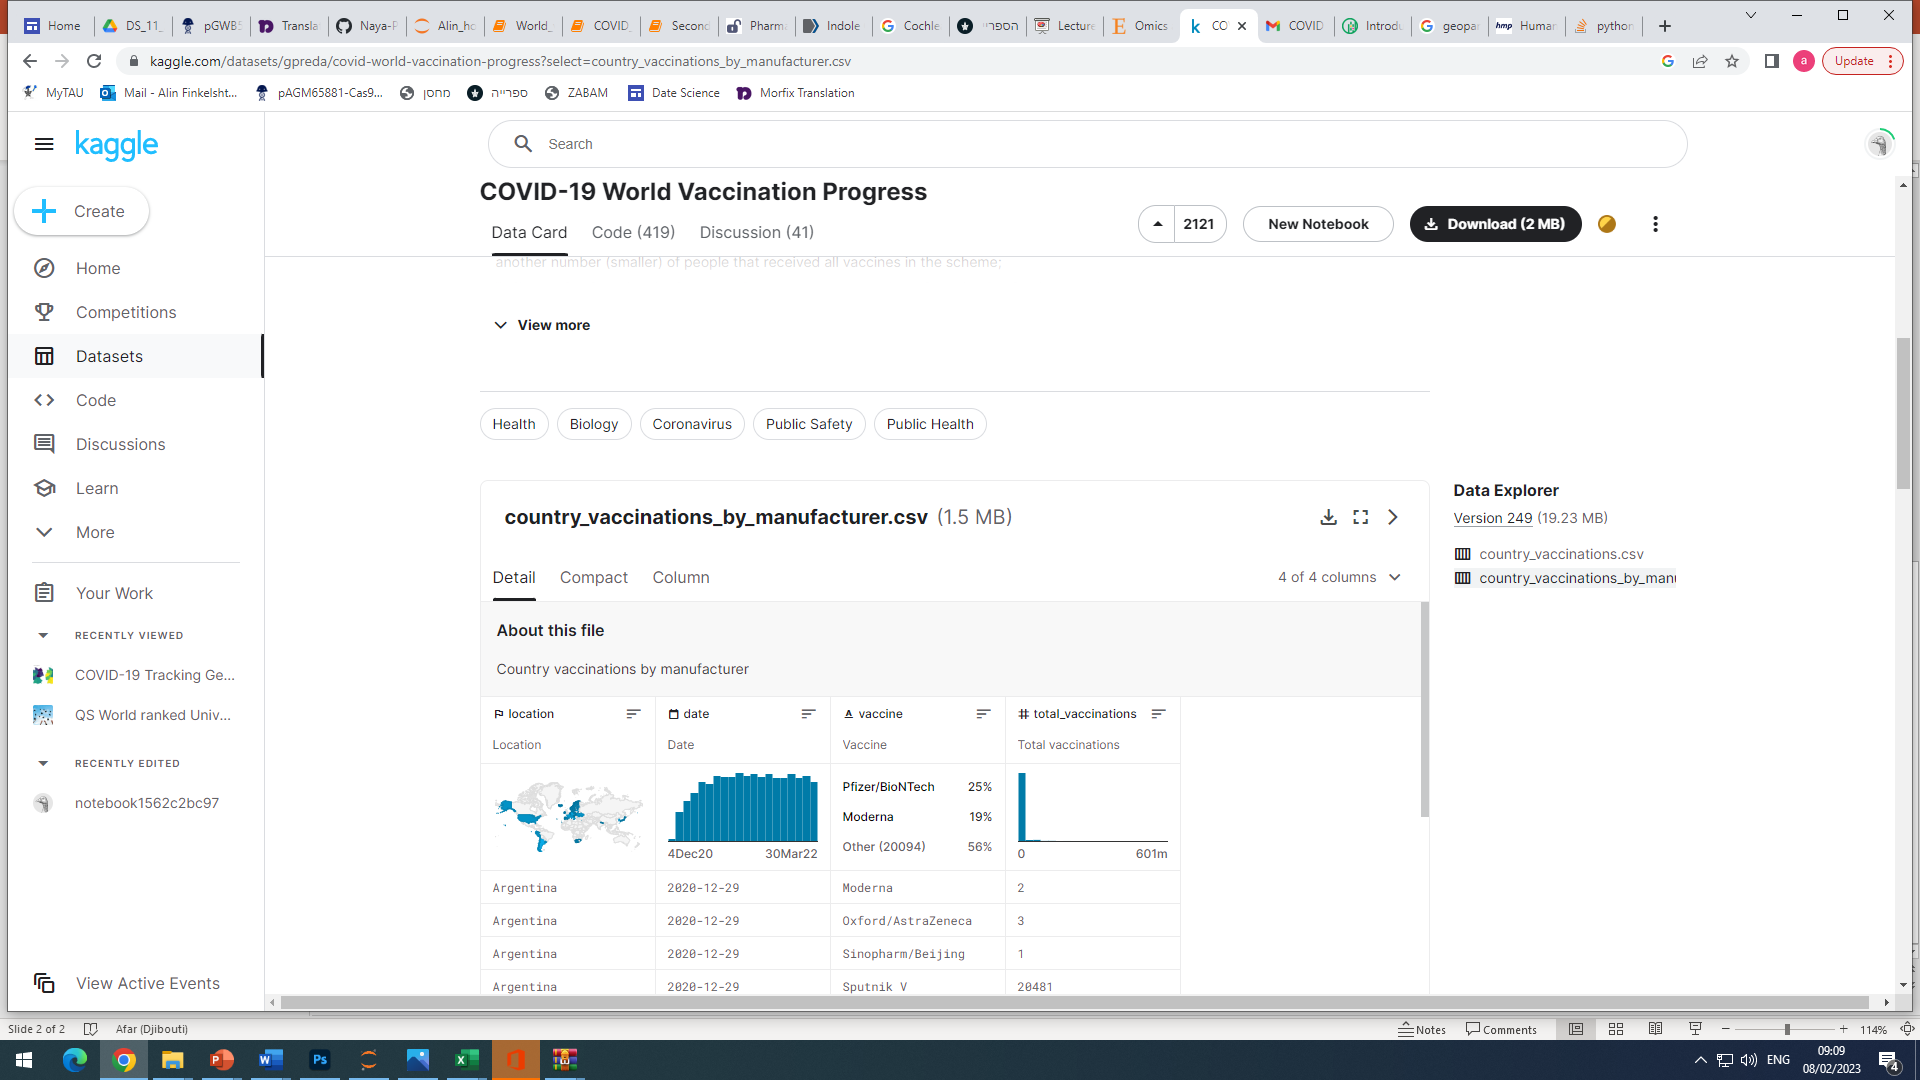 Home
DS_11_
pGWB5
Transla
Naya-P
Alin_ho
World_
COVID_
Second
Pharma
Indole
Cochle
הספריי
Lecture
Omics
CO
COVID
Introdu
geopar
hmp Human
python
kaggle.com/datasets/gpreda/covid-world-vaccination-progress?select=country_vaccinations_by_manufacturer.csv
a
Update
MyTAU
Mail - Alin Finkelsht...
pAGM65881-Cas9...
מחסן
ספרייה
ZABAM
Date Science
Morfix Translation
kaggle
Search
Create
Home
Competitions
Datasets
Code
Discussions
Learn
More
Your Work
RECENTLY VIEWED
COVID-19 Tracking Ge...
QS World ranked Univ...
RECENTLY EDITED
notebook1562c2bc97
View Active Events
COVID-19 World Vaccination Progress
Data Card
Code (419)
Discussion (41)
2121
New Notebook
Download (2 MB)
another number (smaller) of people that received all vaccines in the scheme;
View more
Health
Biology
Coronavirus
Public Safety
Public Health
country_vaccinations_by_manufacturer.csv (1.5 MB)
Detail
Compact
Column
4 of 4 columns
About this file
Country vaccinations by manufacturer
location
date
vaccine
total_vaccinations
Location
Date
Vaccine
Total vaccinations
4Dec20
30Mar22
Pfizer/BioNTech 25%
Moderna 19%
Other (20094) 56%
0
601m
Argentina 2020-12-29 Moderna 2
Argentina 2020-12-29 Oxford/AstraZeneca 3
Argentina 2020-12-29 Sinopharm/Beijing 1
Argentina 2020-12-29 Sputnik V 20481
Data Explorer
Version 249 (19.23 MB)
country_vaccinations.csv
country_vaccinations_by_manu
Slide 2 of 2
Afar (Djibouti)
Notes
Comments
114%
ENG
09:09
08/02/2023
4